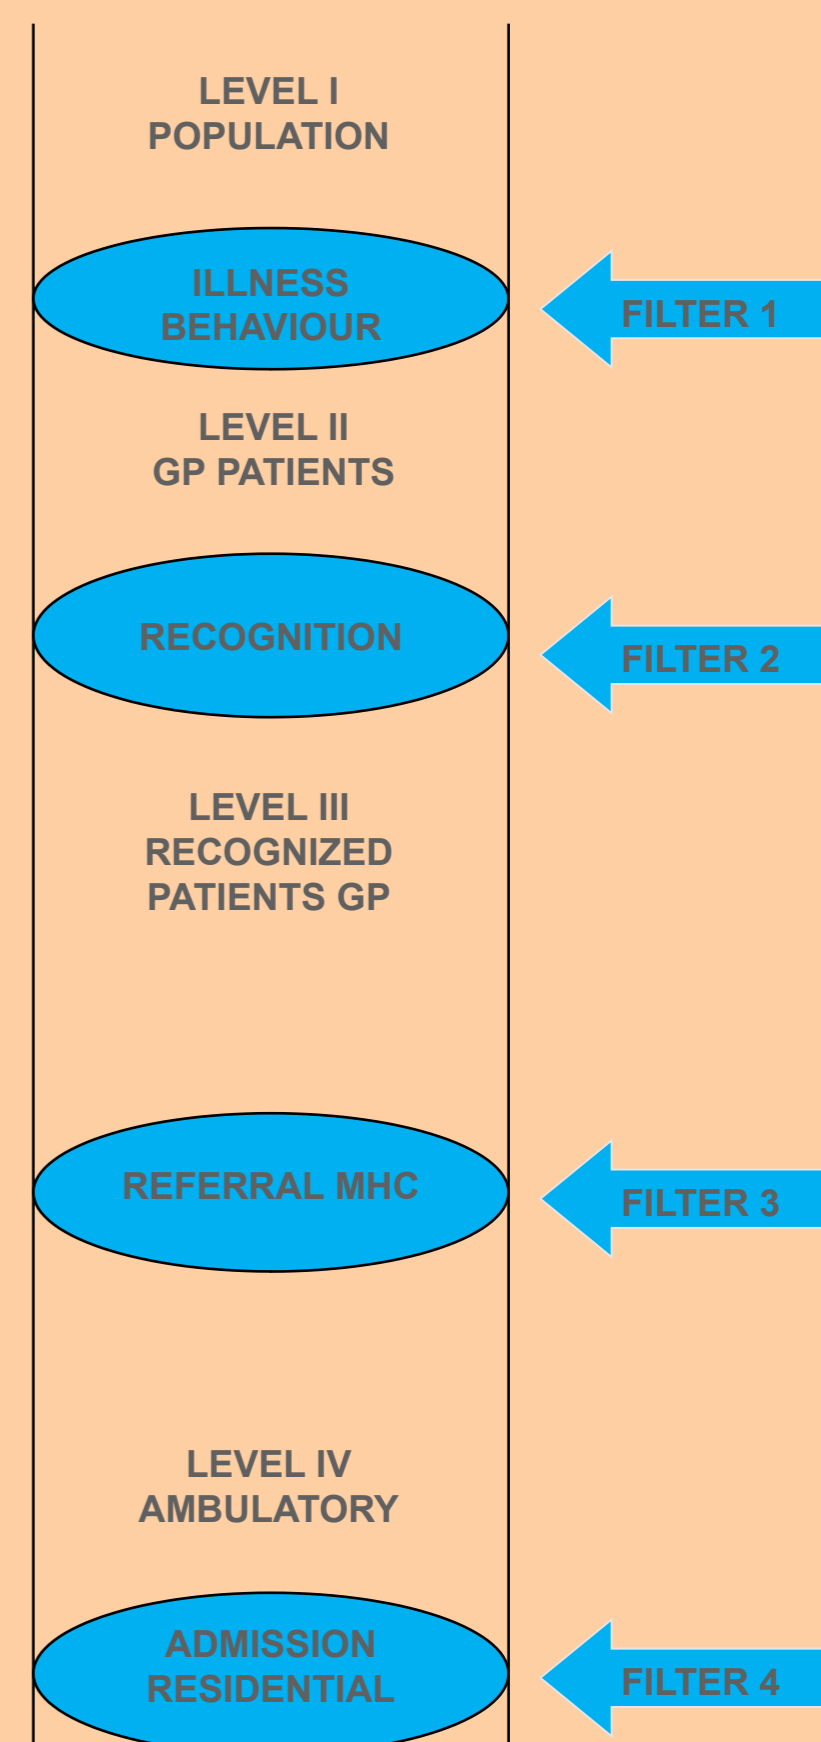 LEVEL I
POPULATION
ILLNESS
BEHAVIOUR
FILTER 1
LEVEL II
GP PATIENTS
RECOGNITION
FILTER 2
LEVEL III
RECOGNIZED
PATIENTS GP
REFERRAL MHC
FILTER 3
LEVEL IV
AMBULATORY
ADMISSION
RESIDENTIAL
FILTER 4